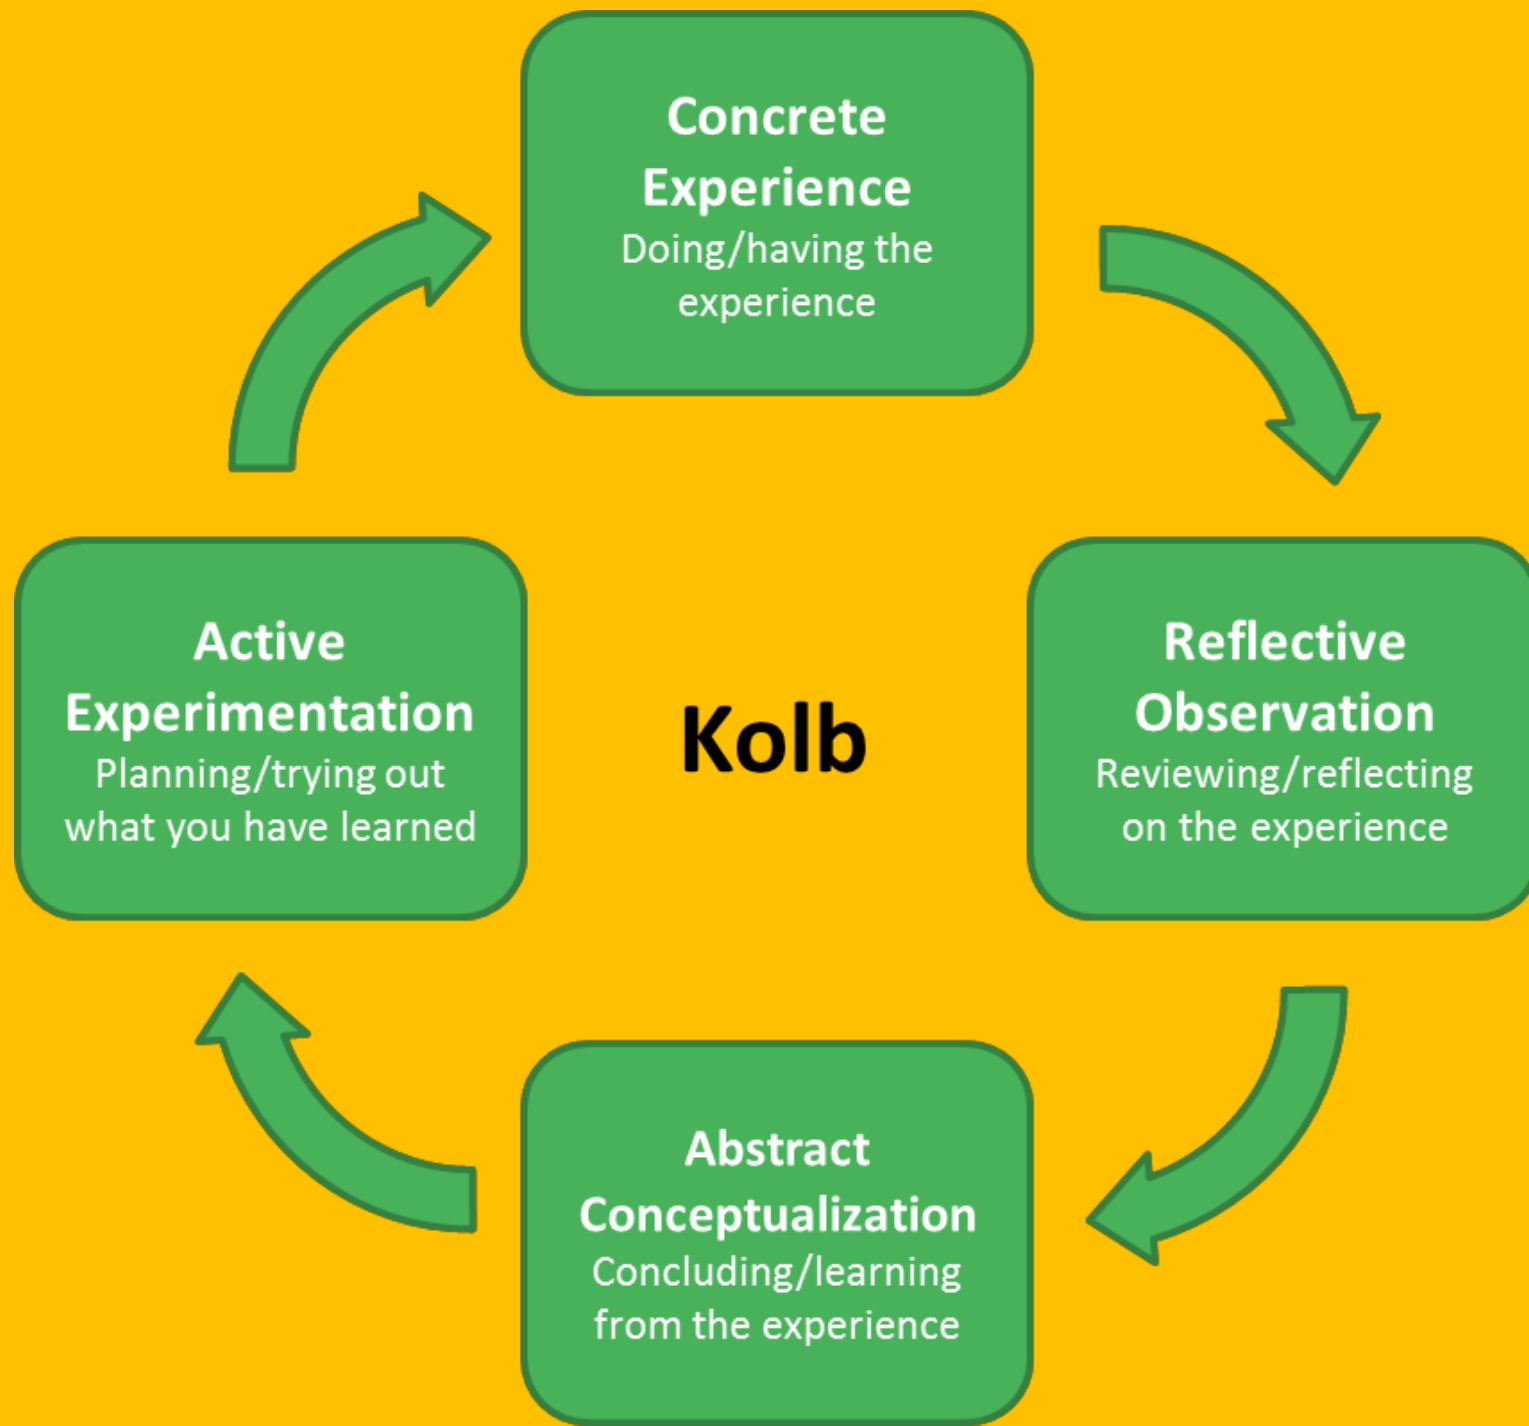 Concrete
Experience
Doing/having the
experience
Active
Experimentation
Planning/trying out
what you have learned
Kolb
Reflective
Observation
Reviewing/reflecting
on the experience
Abstract
Conceptualization
Concluding/learning
from the experience